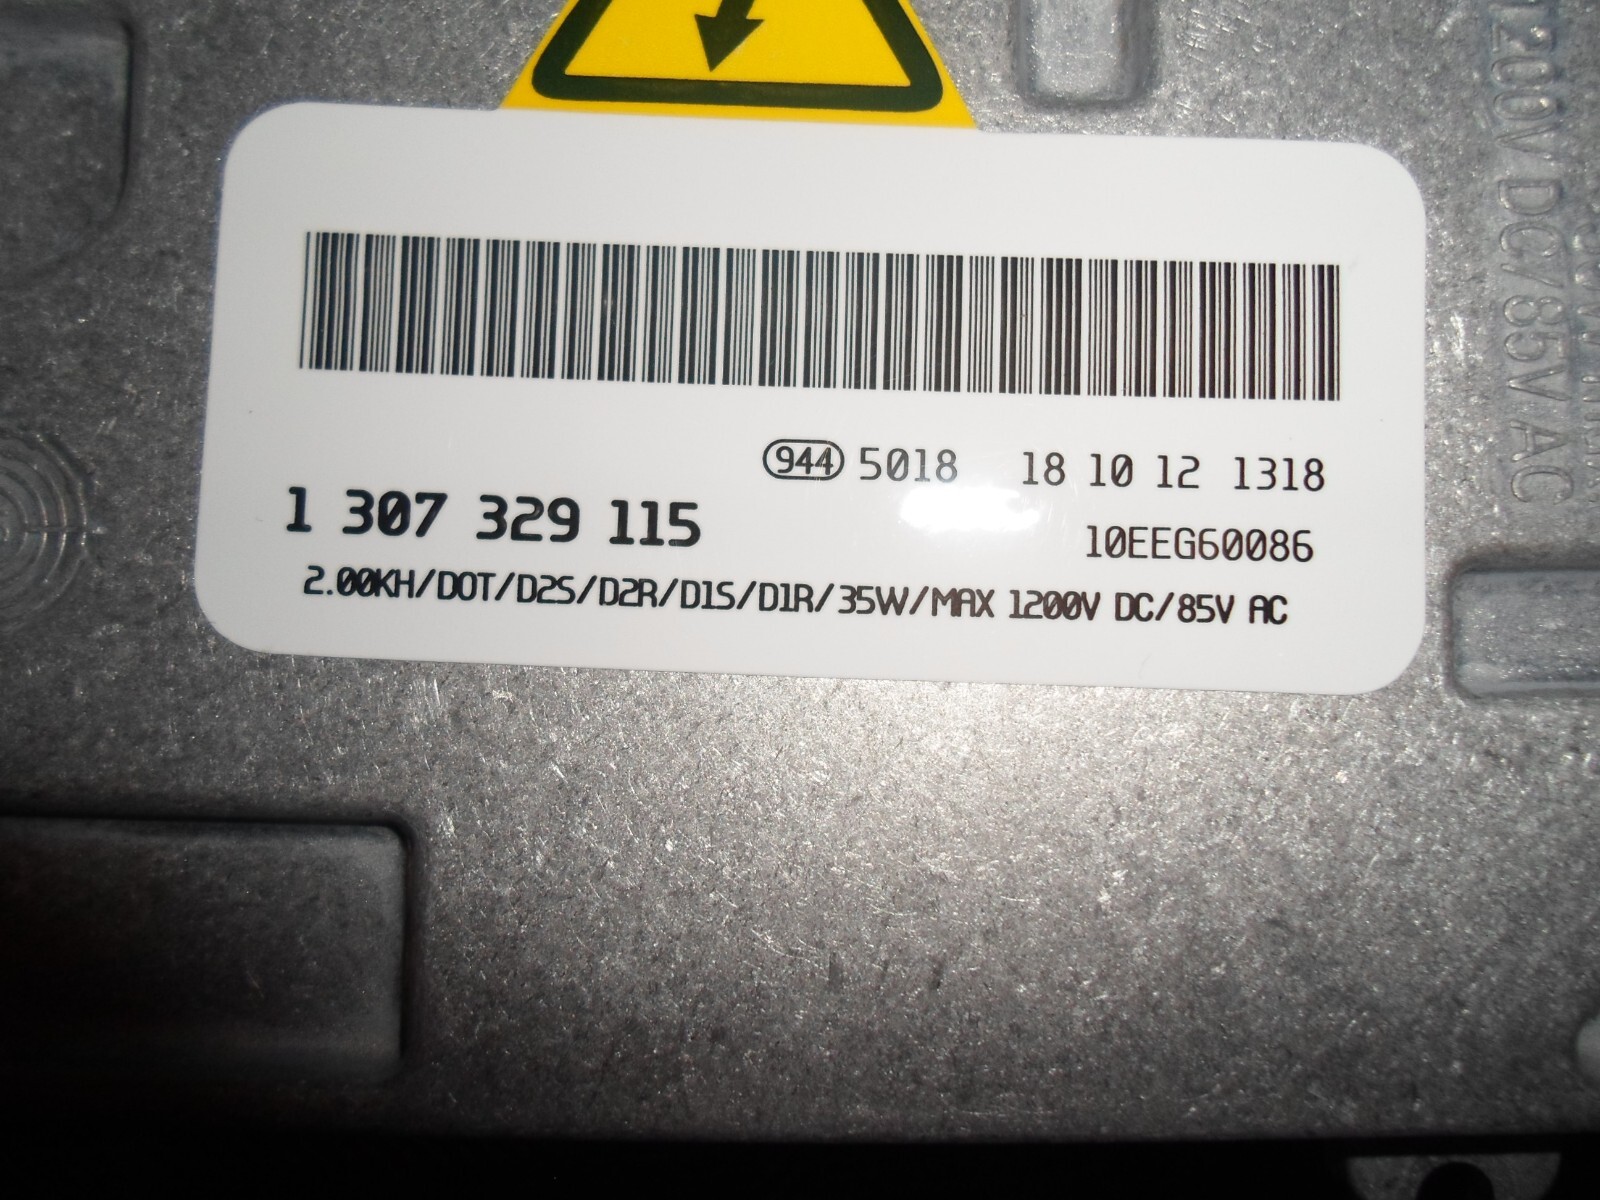 944 5018 18 10 12 1318
1 307 329 115
10EEG60086
2.00KH/DOT/D2S/D2R/D1S/D1R/35W/MAX 1200V DC/85V AC
1200V DC/85V AC